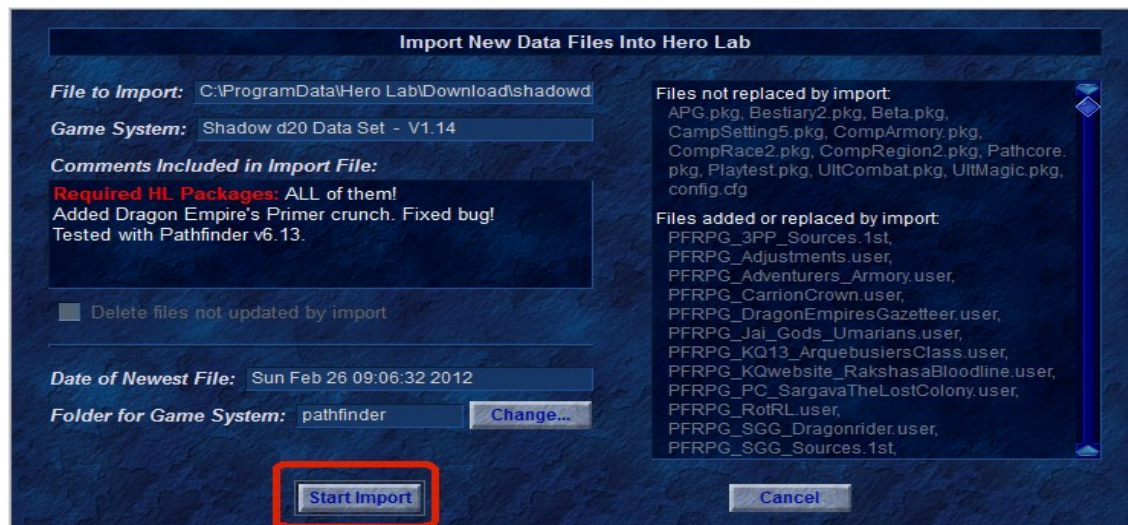 Import New Data Files Into Hero Lab
File to Import: C:\ProgramData\Hero Lab\Download\shadowd
Game System: Shadow d20 Data Set - V1.14
Comments Included in Import File:
Required HL Packages: ALL of them!
Added Dragon Empire's Primer crunch. Fixed bug!
Tested with Pathfinder v6.13.
Delete files not updated by import
Date of Newest File: Sun Feb 26 09:06:32 2012
Folder for Game System: pathfinder Change...
Start Import
Files not replaced by import:
APG.pkg, Bestiary2.pkg, Beta.pkg,
CampSetting5.pkg, CompArmory.pkg,
CompRace2.pkg, CompRegion2.pkg, Pathcore.
pkg, Playtest.pkg, UltCombat.pkg, UltMagic.pkg,
config.cfg
Files added or replaced by import:
PFRPG_3PP_Sources.1st,
PFRPG_Adjustments.user,
PFRPG_Adventurers_Armory.user,
PFRPG_CarrionCrown.user,
PFRPG_DragonEmpiresGazetteer.user,
PFRPG_Jai_Gods_Umarians.user,
PFRPG_KQ13_ArquebusiersClass.user,
PFRPG_KQwebsite_RakshasaBloodline.user,
PFRPG_PC_SargavaTheLostColony.user,
PFRPG_RotRL.user,
PFRPG_SGG_Dragonrider.user,
PFRPG_SGG_Sources.1st,
Cancel